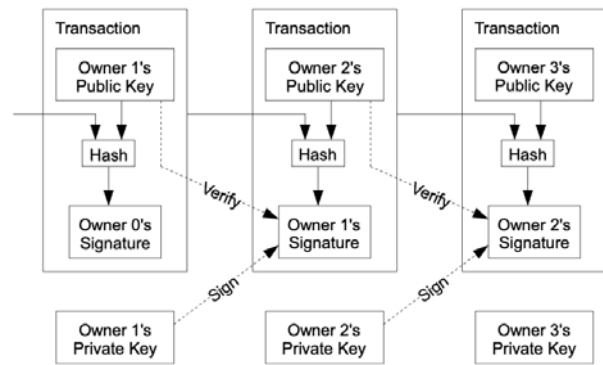 Transaction
Transaction
Transaction
Owner 1's
Public Key
Owner 2's
Public Key
Owner 3's
Public Key
Hash
Hash
Hash
Verify
Verify
Owner 0's
Signature
Owner 1's
Signature
Owner 2's
Signature
Sign
Sign
Owner 1's
Private Key
Owner 2's
Private Key
Owner 3's
Private Key